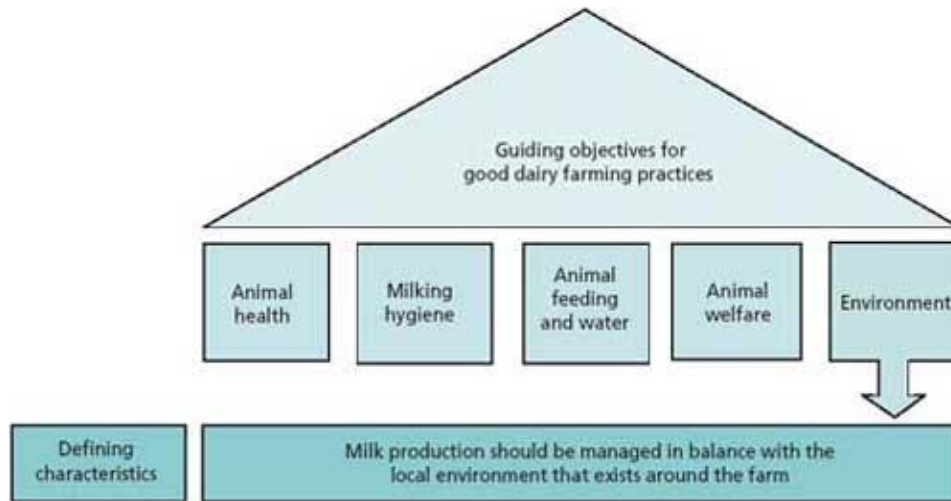 Guiding objectives for
good dairy farming practices
Animal
health
Milking
hygiene
Animal
feeding
and water
Animal
welfare
Environment
Defining
characteristics
Milk production should be managed in balance with the
local environment that exists around the farm